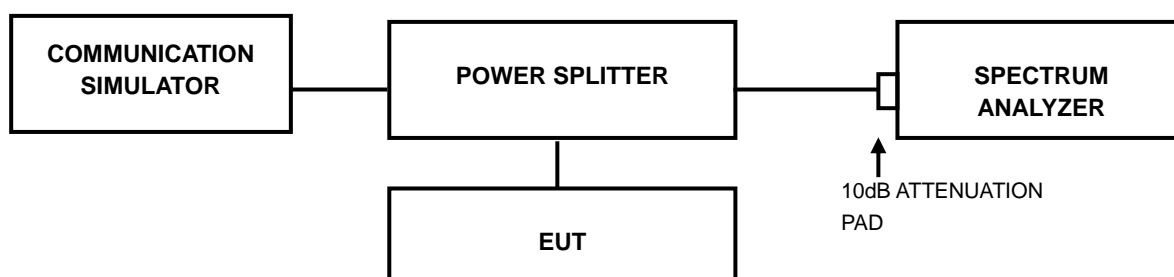 COMMUNICATION
SIMULATOR
POWER SPLITTER
SPECTRUM
ANALYZER
10dB ATTENUATION
PAD
EUT